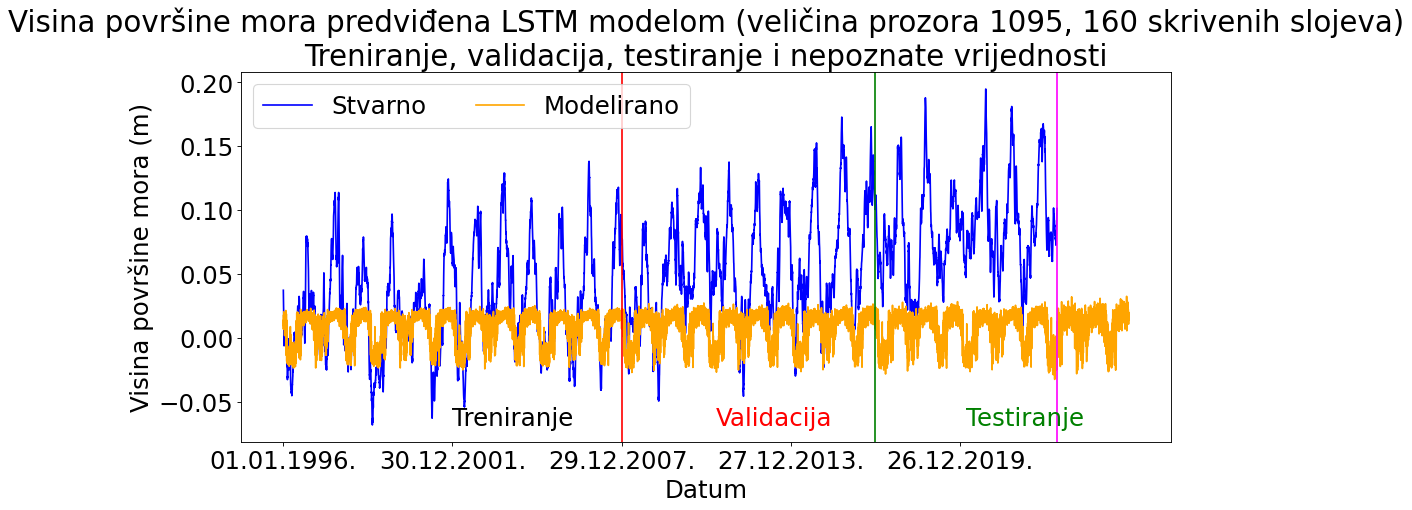 Visina površine mora predviđena LSTM modelom (veličina prozora 1095, 160 skrivenih slojeva)
Treniranje, validacija, testiranje i nepoznate vrijednosti
Stvarno
Modelirano
Visina površine mora (m)
0.20
0.15
0.10
0.05
0.00
−0.05
Treniranje
Validacija
Testiranje
01.01.1996.
30.12.2001.
29.12.2007.
27.12.2013.
26.12.2019.
Datum